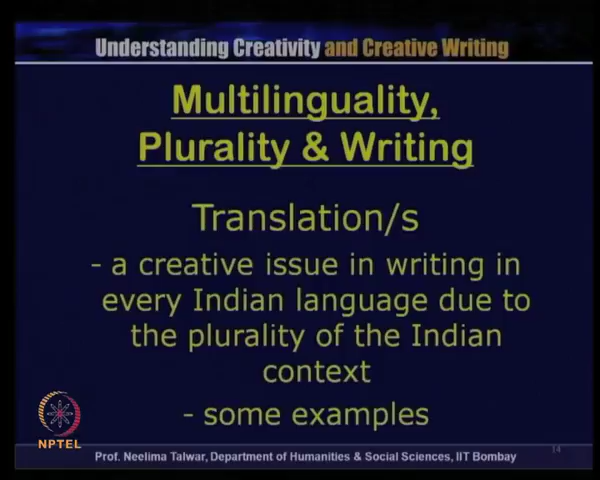 Understanding Creativity and Creative Writing
Multilinguality,
Plurality & Writing
Translation/s
- a creative issue in writing in
every Indian language due to
the plurality of the Indian
context
- some examples
NPTEL
Prof. Neelima Talwar, Department of Humanities & Social Sciences, IIT Bombay
14